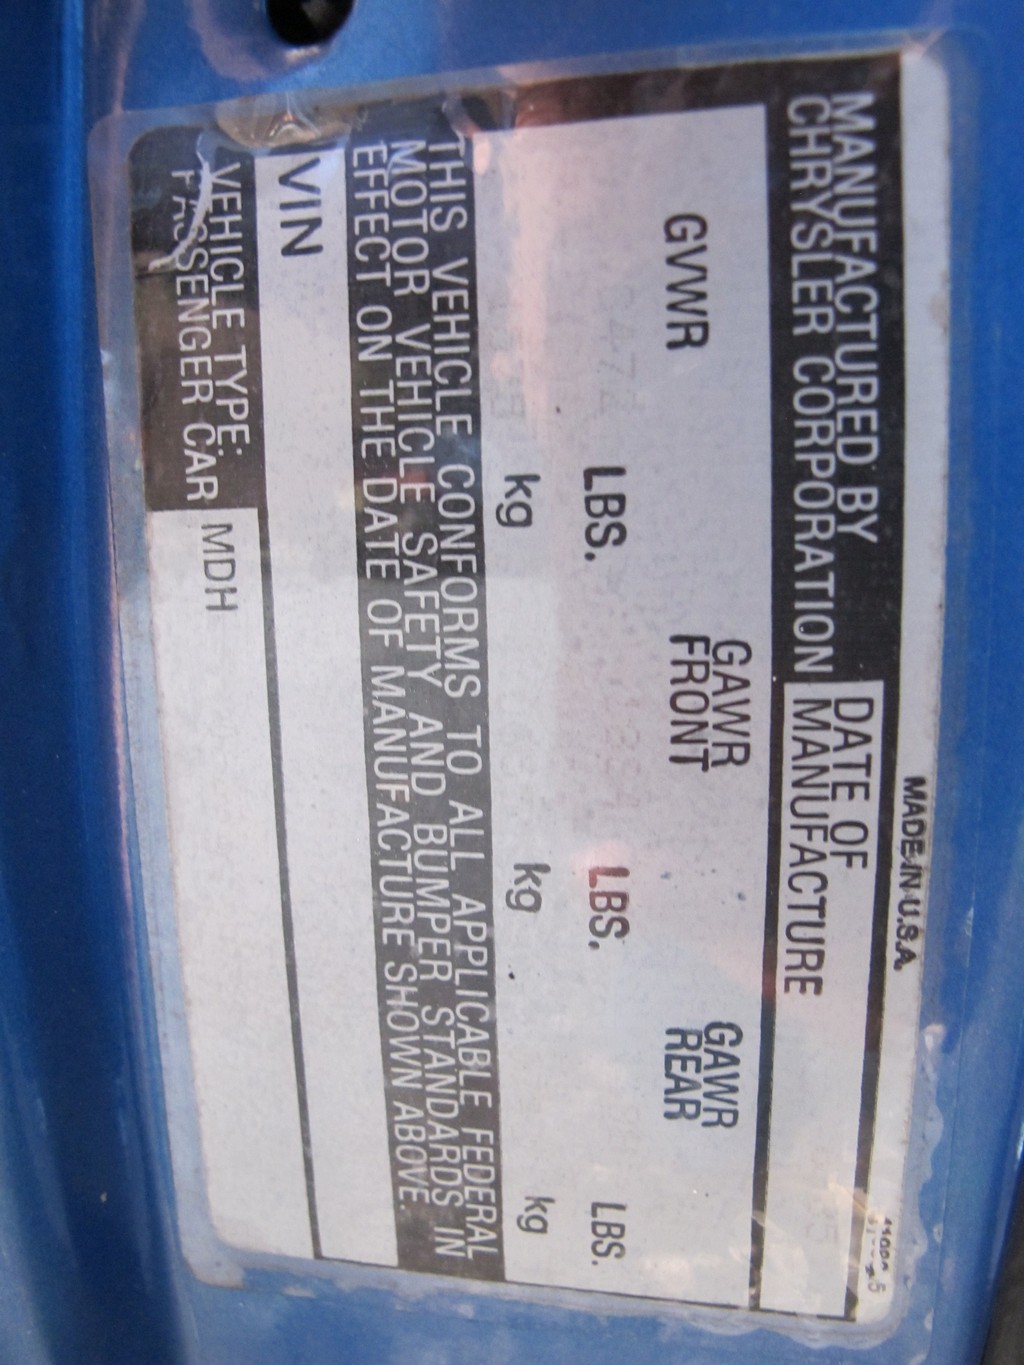 MADE IN U.S.A.
MANUFACTURED BY
CHRYSLER CORPORATION
DATE OF
MANUFACTURE
GVWR
GAWR
FRONT
GAWR
REAR
LBS. LBS. LBS.
kg kg kg
THIS VEHICLE CONFORMS TO ALL APPLICABLE FEDERAL
MOTOR VEHICLE SAFETY AND BUMPER STANDARDS IN
EFFECT ON THE DATE OF MANUFACTURE SHOWN ABOVE.
VIN
VEHICLE TYPE:
PASSENGER CAR
MDH